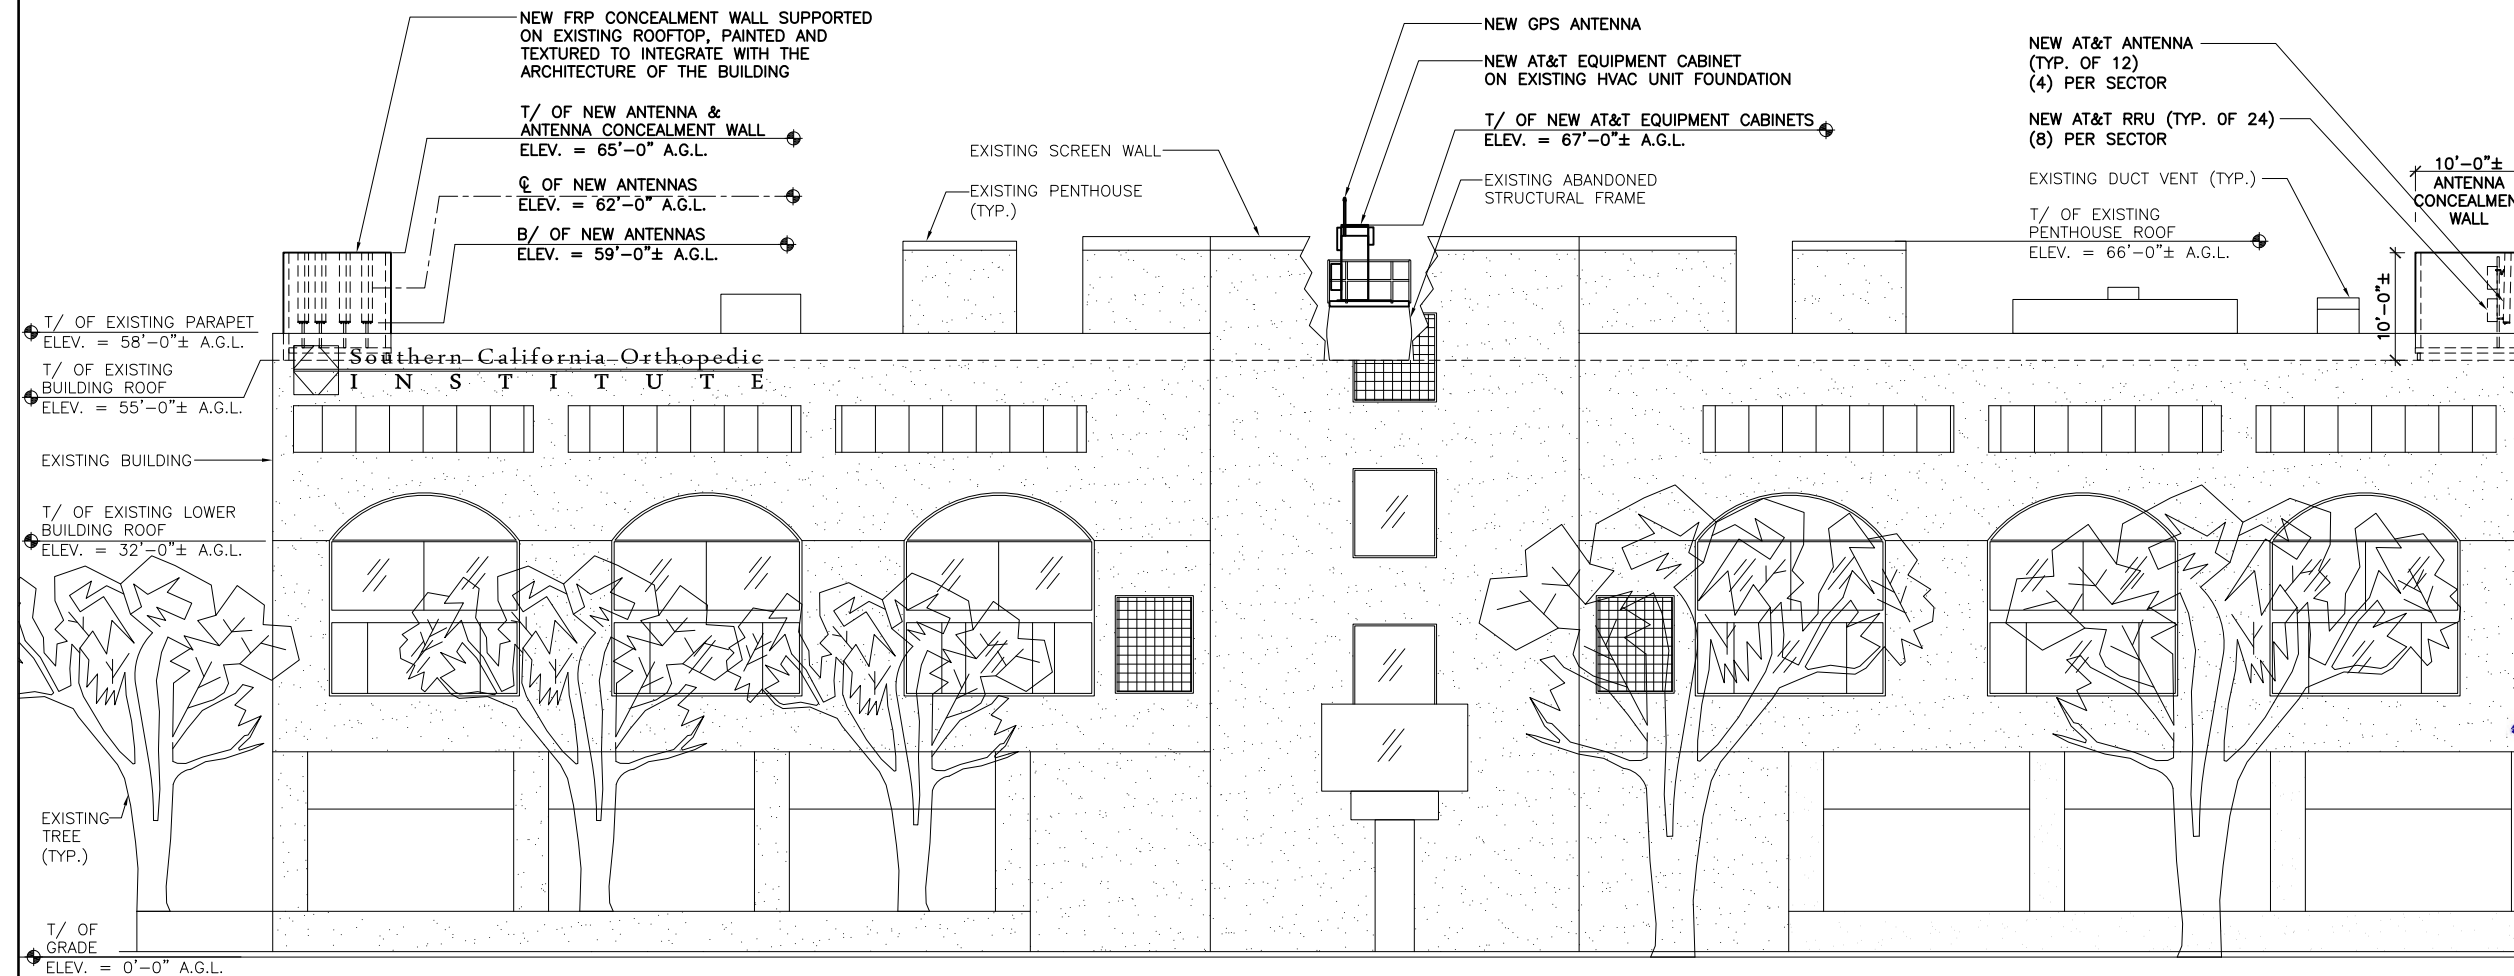 NEW FRP CONCEALMENT WALL SUPPORTED
ON EXISTING ROOFTOP, PAINTED AND
TEXTURED TO INTEGRATE WITH THE
ARCHITECTURE OF THE BUILDING
T/ OF NEW ANTENNA &
ANTENNA CONCEALMENT WALL
ELEV. = 65'-0" A.G.L.
℄ OF NEW ANTENNAS
ELEV. = 62'-0" A.G.L.
B/ OF NEW ANTENNAS
ELEV. = 59'-0"± A.G.L.
EXISTING SCREEN WALL
EXISTING PENTHOUSE
(TYP.)
NEW GPS ANTENNA
NEW AT&T EQUIPMENT CABINET
ON EXISTING HVAC UNIT FOUNDATION
T/ OF NEW AT&T EQUIPMENT CABINETS
ELEV. = 67'-0"± A.G.L.
EXISTING ABANDONED
STRUCTURAL FRAME
NEW AT&T ANTENNA
(TYP. OF 12)
(4) PER SECTOR
NEW AT&T RRU (TYP. OF 24)
(8) PER SECTOR
EXISTING DUCT VENT (TYP.)
T/ OF EXISTING
PENTHOUSE ROOF
ELEV. = 66'-0"± A.G.L.
10'-0"±
ANTENNA
CONCEALMEN
WALL
10'-0"±
T/ OF EXISTING PARAPET
ELEV. = 58'-0"± A.G.L.
T/ OF EXISTING
BUILDING ROOF
ELEV. = 55'-0"± A.G.L.
Southern California Orthopedic
INSTITUTE
EXISTING BUILDING
T/ OF EXISTING LOWER
BUILDING ROOF
ELEV. = 32'-0"± A.G.L.
EXISTING
TREE
(TYP.)
T/ OF
GRADE
ELEV. = 0'-0" A.G.L.